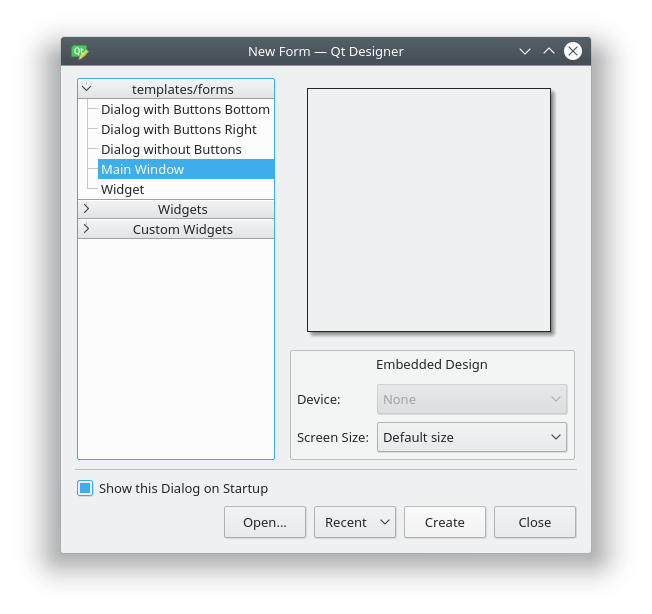 Qt
New Form — Qt Designer
templates/forms
Dialog with Buttons Bottom
Dialog with Buttons Right
Dialog without Buttons
Main Window
Widget
Widgets
Custom Widgets
Embedded Design
Device: None
Screen Size: Default size
Show this Dialog on Startup
Open... Recent Create Close